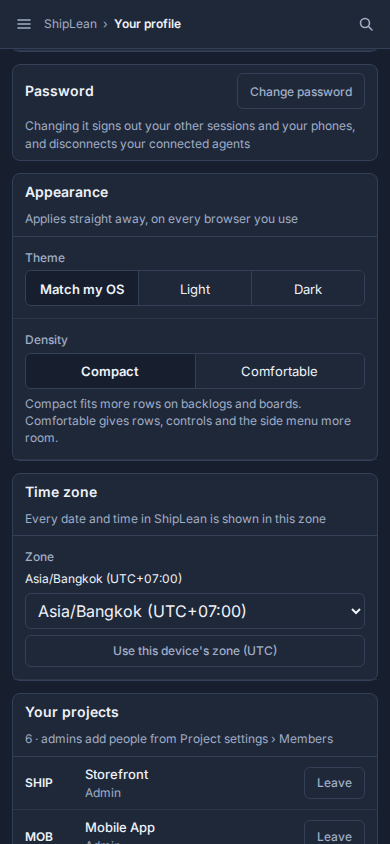 ShipLean › Your profile
Password
Change password
Changing it signs out your other sessions and your phones,
and disconnects your connected agents
Appearance
Applies straight away, on every browser you use
Theme
Match my OS
Light
Dark
Density
Compact
Comfortable
Compact fits more rows on backlogs and boards.
Comfortable gives rows, controls and the side menu more
room.
Time zone
Every date and time in ShipLean is shown in this zone
Zone
Asia/Bangkok (UTC+07:00)
Asia/Bangkok (UTC+07:00)
Use this device's zone (UTC)
Your projects
6 · admins add people from Project settings › Members
SHIP
Storefront
Admin
Leave
MOB
Mobile App
Leave